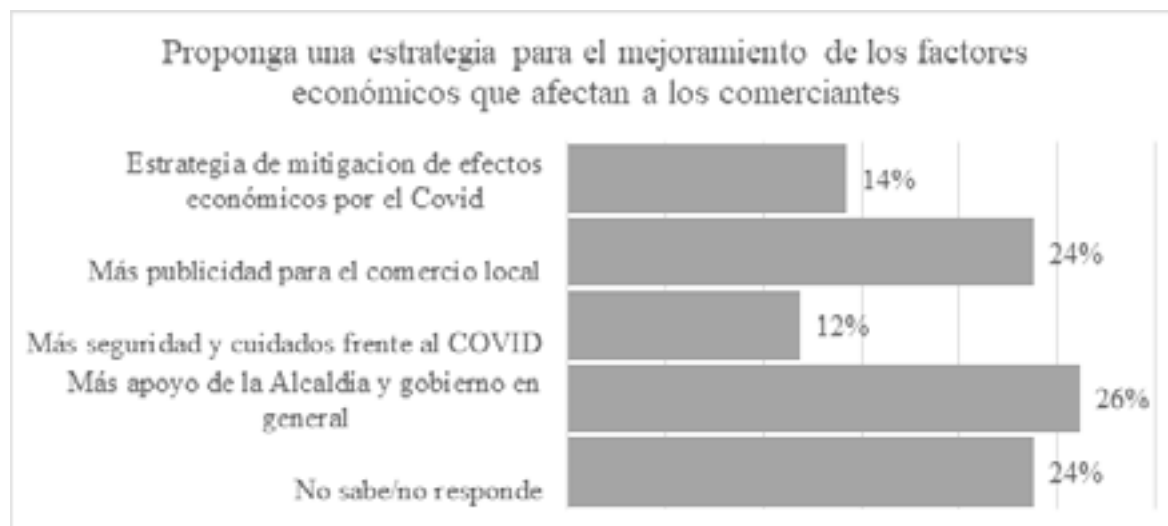 Proponga una estrategia para el mejoramiento de los factores
económicos que afectan a los comerciantes
Estrategia de mitigacion de efectos
económicos por el Covid
14%
Más publicidad para el comercio local
24%
Más seguridad y cuidados frente al COVID
12%
Más apoyo de la Alcaldia y gobierno en
general
26%
No sabe/no responde
24%